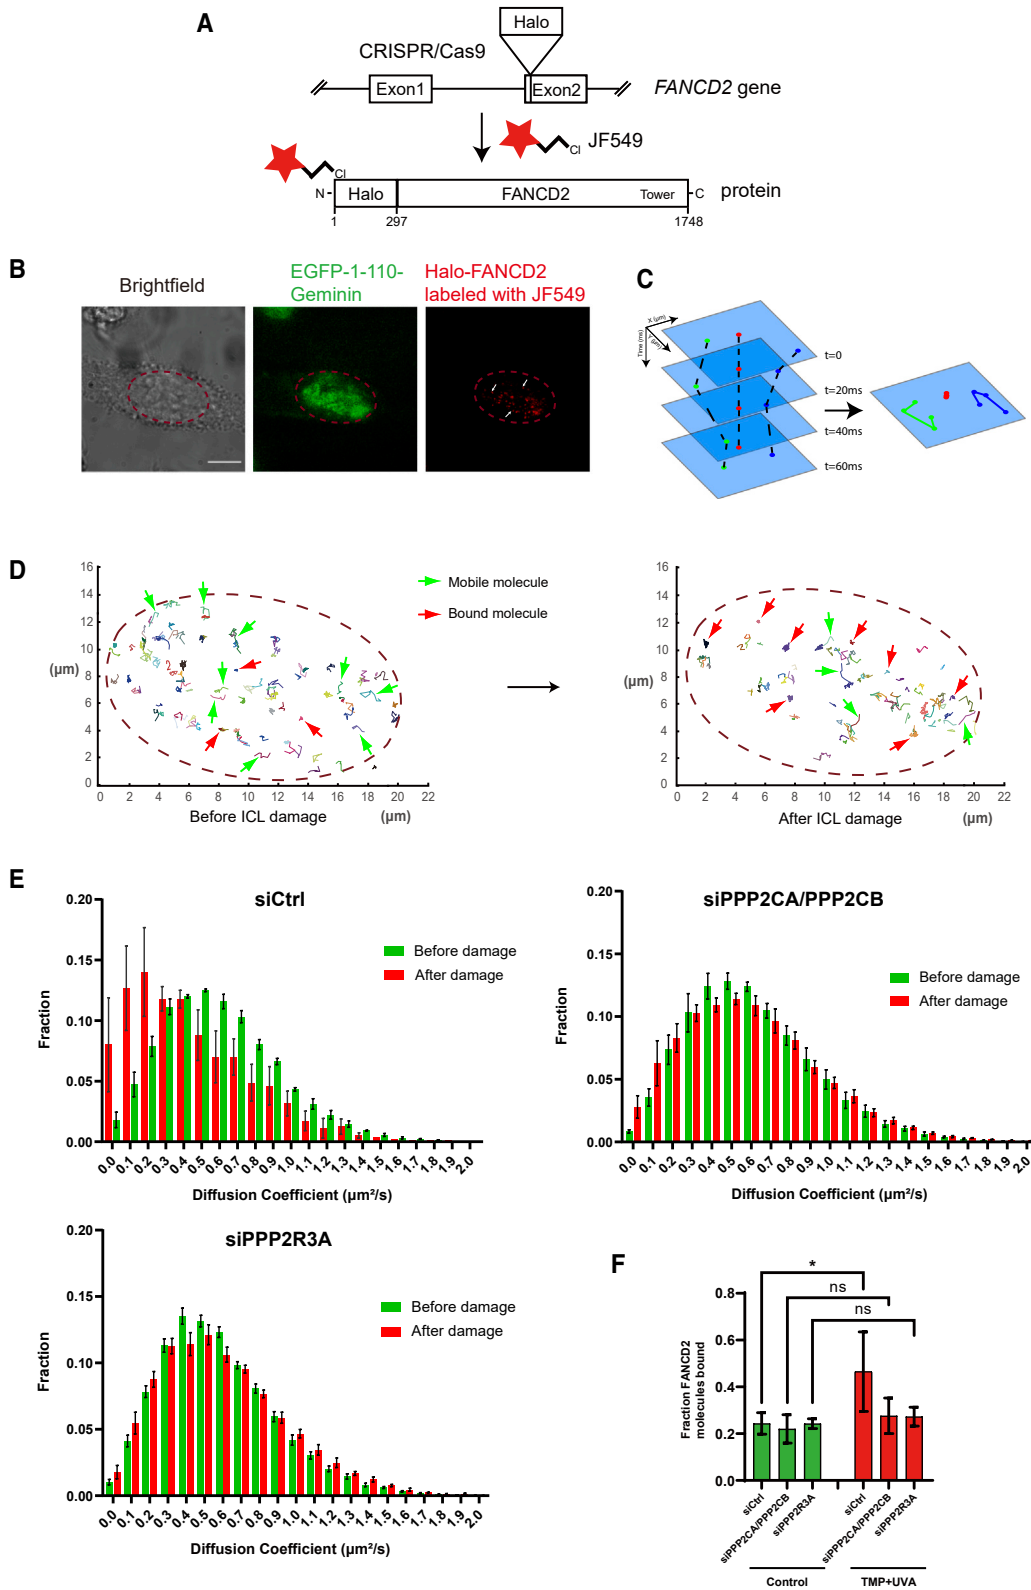 A
Halo
CRISPR/Cas9
Exon1
Exon2
FANCD2 gene
Cl
JF549
Cl
N
Halo
FANCD2
Tower
C
protein
1
297
1748
B
Brightfield
EGFP-1-110-
Geminin
Halo-FANCD2
labeled with JF549
C
X (µm)
Y (µm)
Time (ms)
t=0
t=20ms
t=40ms
t=60ms
D
16
14
12
10
8
6
4
2
0
(µm)
0 2 4 6 8 10 12 14 16 18 20 22
Before ICL damage
(µm)
Mobile molecule
Bound molecule
16
14
12
10
8
6
4
2
0
(µm)
0 2 4 6 8 10 12 14 16 18 20 22
After ICL damage
(µm)
E
siCtrl
0.20
0.15
0.10
0.05
0.00
Fraction
Before damage
After damage
0.0 0.1 0.2 0.3 0.4 0.5 0.6 0.7 0.8 0.9 1.0 1.1 1.2 1.3 1.4 1.5 1.6 1.7 1.8 1.9 2.0
Diffusion Coefficient (µm²/s)
siPPP2CA/PPP2CB
0.20
0.15
0.10
0.05
0.00
Fraction
Before damage
After damage
0.0 0.1 0.2 0.3 0.4 0.5 0.6 0.7 0.8 0.9 1.0 1.1 1.2 1.3 1.4 1.5 1.6 1.7 1.8 1.9 2.0
Diffusion Coefficient (µm²/s)
siPPP2R3A
0.20
0.15
0.10
0.05
0.00
Fraction
Before damage
After damage
0.0 0.1 0.2 0.3 0.4 0.5 0.6 0.7 0.8 0.9 1.0 1.1 1.2 1.3 1.4 1.5 1.6 1.7 1.8 1.9 2.0
Diffusion Coefficient (µm²/s)
F
*
ns
ns
0.8
0.6
0.4
0.2
0.0
Fraction FANCD2
molecules bound
siCtrl
siPPP2CA/PPP2CB
siPPP2R3A
siCtrl
siPPP2CA/PPP2CB
siPPP2R3A
Control
TMP+UVA